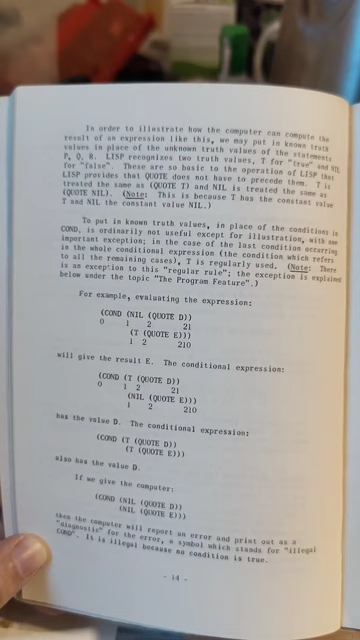 In order to illustrate how the computer can compute the
result of an expression like this, we may put in known truth
values in place of the unknown truth values of the statements
P, Q, R. LISP recognizes two truth values, T for "true" and NIL
for "false". These are so basic to the operation of LISP that
LISP provides that QUOTE does not have to precede them. T is
treated the same as (QUOTE T) and NIL is treated the same as
(QUOTE NIL). (Note: This is because T has the constant value
T and NIL the constant value NIL.)
To put in known truth values, in place of the conditions in
COND, is ordinarily not useful except for illustration, with one
important exception; in the case of the last condition occurring
in the whole conditional expression (the condition which refers
to all the remaining cases), T is regularly used. (Note: There
is an exception to this "regular rule"; the exception is explained
below under the topic "The Program Feature".)
For example, evaluating the expression:
(COND (NIL (QUOTE D))
0 1 2 21
(T (QUOTE E)))
1 2 210
will give the result E. The conditional expression:
(COND (T (QUOTE D))
0 1 2 21
(NIL (QUOTE E)))
1 2 210
has the value D. The conditional expression:
(COND (T (QUOTE D))
(T (QUOTE E)))
also has the value D.
If we give the computer:
(COND (NIL (QUOTE D))
(NIL (QUOTE E)))
then the computer will report an error and print out as a
"diagnostic" for the error, a symbol which stands for "illegal
COND". It is illegal because no condition is true.
- 14 -